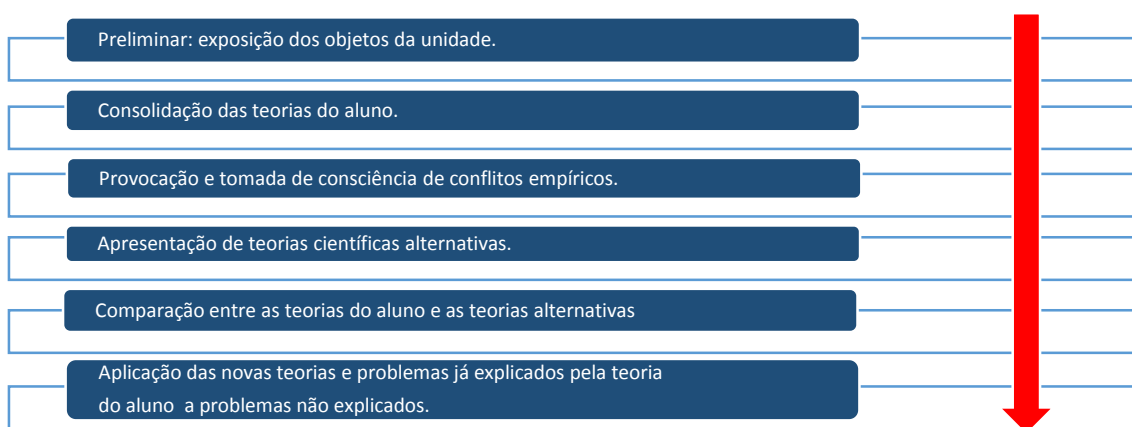 Preliminar: exposição dos objetos da unidade.
Consolidação das teorias do aluno.
Provocação e tomada de consciência de conflitos empíricos.
Apresentação de teorias científicas alternativas.
Comparação entre as teorias do aluno e as teorias alternativas
Aplicação das novas teorias e problemas já explicados pela teoria
do aluno a problemas não explicados.